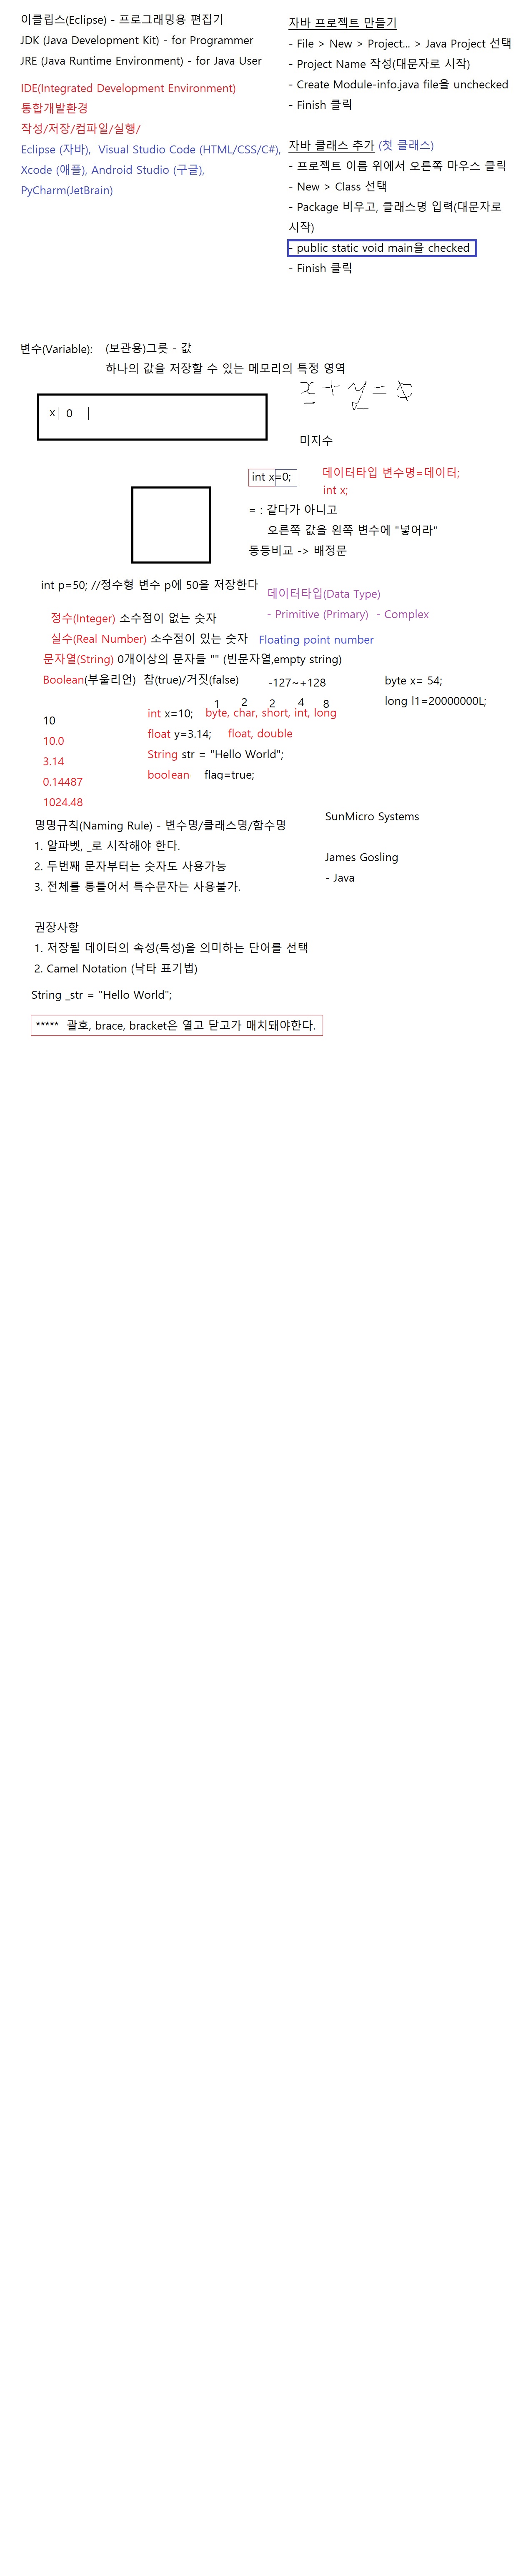 이클립스(Eclipse) - 프로그래밍용 편집기
JDK (Java Development Kit) - for Programmer
JRE (Java Runtime Environment) - for Java User
IDE(Integrated Development Environment)
통합개발환경
작성/저장/컴파일/실행/
Eclipse (자바),  Visual Studio Code (HTML/CSS/C#),
Xcode (애플), Android Studio (구글),
PyCharm(JetBrain)
자바 프로젝트 만들기
- File > New > Project... > Java Project 선택
- Project Name 작성(대문자로 시작)
- Create Module-info.java file을 unchecked
- Finish 클릭
자바 클래스 추가 (첫 클래스)
- 프로젝트 이름 위에서 오른쪽 마우스 클릭
- New > Class 선택
- Package 비우고, 클래스명 입력(대문자로
시작)
- public static void main을 checked
- Finish 클릭
변수(Variable):    (보관용)그릇 - 값
하나의 값을 저장할 수 있는 메모리의 특정 영역
x 0
x + y = 0
미지수
int x=0;
데이터타입 변수명=데이터;
int x;
= : 같다가 아니고
오른쪽 값을 왼쪽 변수에 "넣어라"
동등비교 -> 배정문
int p=50; //정수형 변수 p에 50을 저장한다
데이터타입(Data Type)
- Primitive (Primary)  - Complex
정수(Integer) 소수점이 없는 숫자
실수(Real Number) 소수점이 있는 숫자   Floating point number
문자열(String) 0개이상의 문자들 "" (빈문자열,empty string)
Boolean(부울리언)  참(true)/거짓(false)
-127~+128
byte x= 54;
long l1=20000000L;
1 2 2 4 8
int x=10;    byte, char, short, int, long
float y=3.14;     float, double
String str = "Hello World";
boolean    flag=true;
10
10.0
3.14
0.14487
1024.48
명명규칙(Naming Rule) - 변수명/클래스명/함수명
1. 알파벳, _로 시작해야 한다.
2. 두번째 문자부터는 숫자도 사용가능
3. 전체를 통틀어서 특수문자는 사용불가.
SunMicro Systems
James Gosling
- Java
권장사항
1. 저장될 데이터의 속성(특성)을 의미하는 단어를 선택
2. Camel Notation (낙타 표기법)
String _str = "Hello World";
*****  괄호, brace, bracket은 열고 닫고가 매치돼야한다.